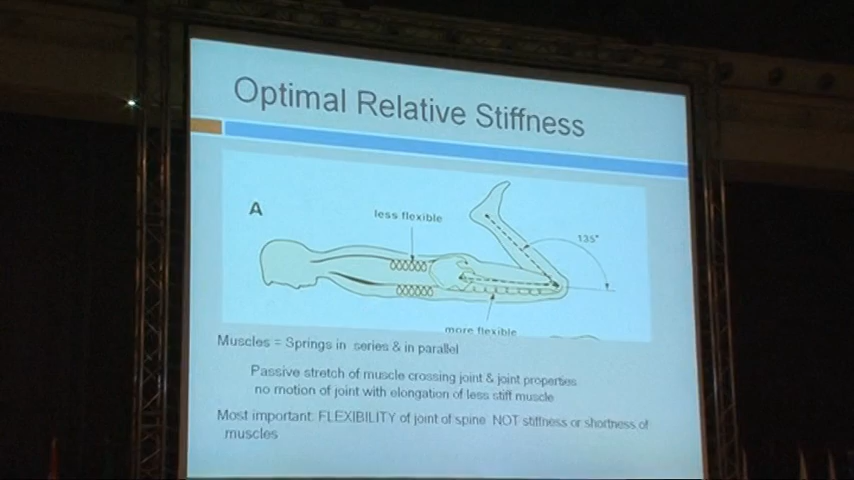 Optimal Relative Stiffness
A
less flexible
135°
more flexible
Muscles = Springs in series & in parallel
Passive stretch of muscle crossing joint & joint properties
no motion of joint with elongation of less stiff muscle
Most important: FLEXIBILITY of joint of spine NOT stiffness or shortness of
muscles